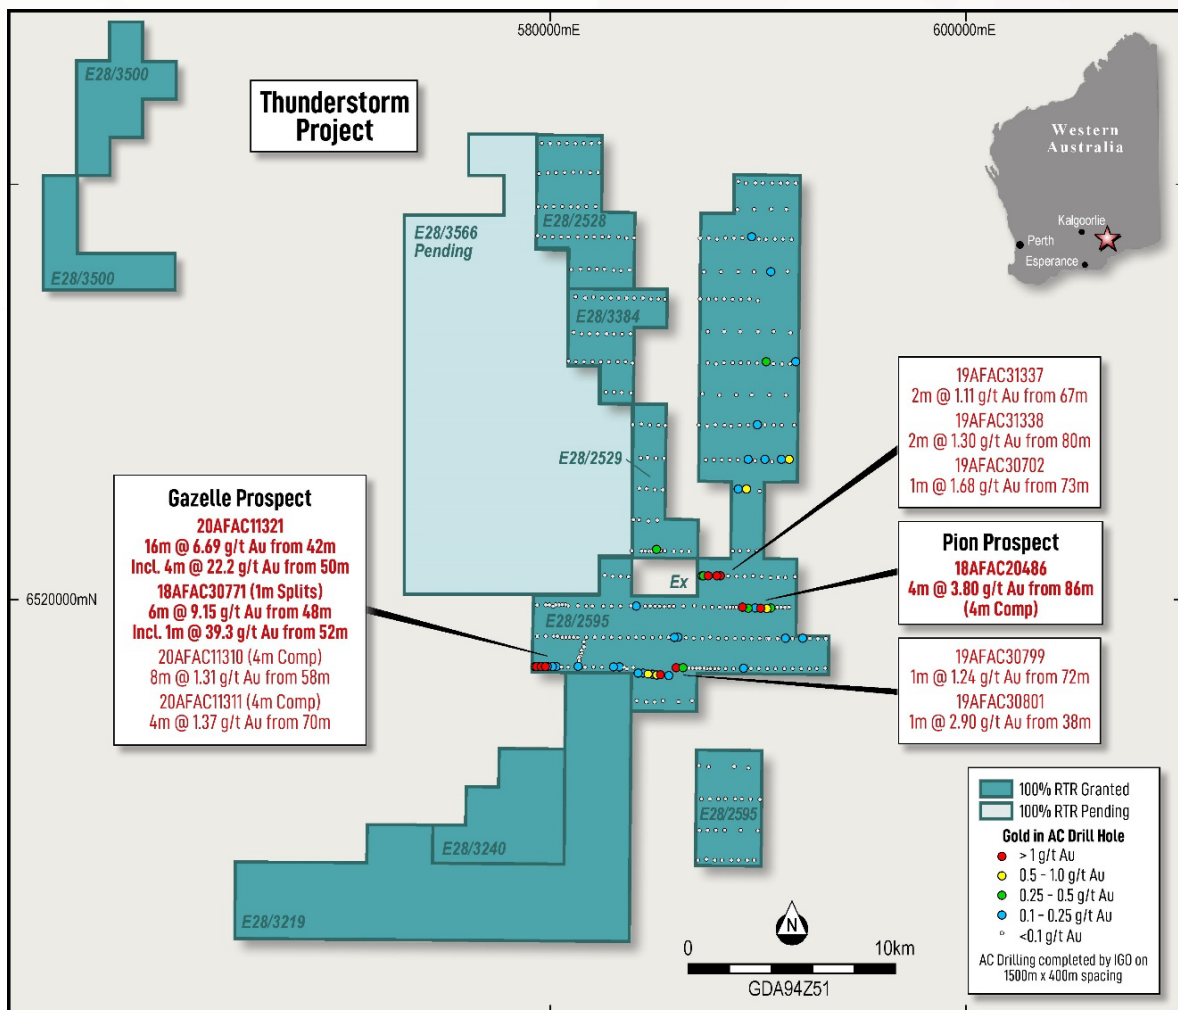 580000mE
600000mE
E28/3500
Thunderstorm
Project
Western
Australia
Kalgoorlie
Perth
Esperance
E28/3566
Pending
E28/2528
E28/3500
E28/3384
E28/2529
19AFAC31337
2m @ 1.11 g/t Au from 67m
19AFAC31338
2m @ 1.30 g/t Au from 80m
19AFAC30702
1m @ 1.68 g/t Au from 73m
Gazelle Prospect
20AFAC11321
16m @ 6.69 g/t Au from 42m
Incl. 4m @ 22.2 g/t Au from 50m
18AFAC30771 (1m Splits)
6m @ 9.15 g/t Au from 48m
Incl. 1m @ 39.3 g/t Au from 52m
20AFAC11310 (4m Comp)
8m @ 1.31 g/t Au from 58m
20AFAC11311 (4m Comp)
4m @ 1.37 g/t Au from 70m
Pion Prospect
18AFAC20486
4m @ 3.80 g/t Au from 86m
(4m Comp)
Ex
6520000mN
E28/2595
19AFAC30799
1m @ 1.24 g/t Au from 72m
19AFAC30801
1m @ 2.90 g/t Au from 38m
E28/2595
E28/3240
E28/3219
N
0 10km
GDA94Z51
100% RTR Granted
100% RTR Pending
Gold in AC Drill Hole
> 1 g/t Au
0.5 - 1.0 g/t Au
0.25 - 0.5 g/t Au
0.1 - 0.25 g/t Au
<0.1 g/t Au
AC Drilling completed by IGO on
1500m x 400m spacing